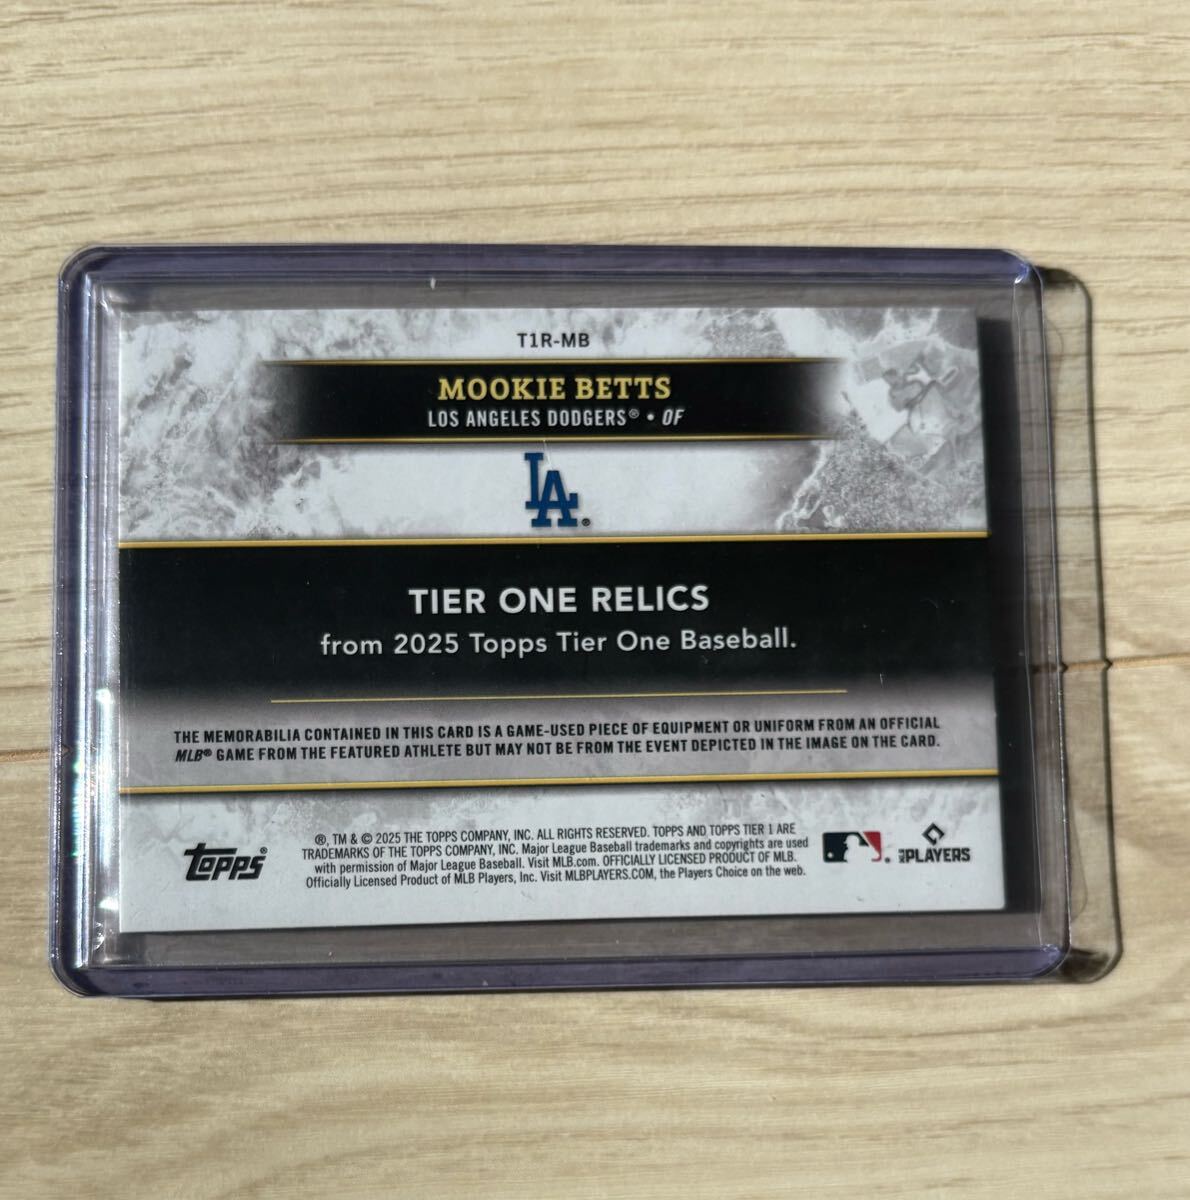 T1R-MB
MOOKIE BETTS
LOS ANGELES DODGERS® • OF
LA®
TIER ONE RELICS
from 2025 Topps Tier One Baseball.
THE MEMORABILIA CONTAINED IN THIS CARD IS A GAME-USED PIECE OF EQUIPMENT OR UNIFORM FROM AN OFFICIAL
MLB® GAME FROM THE FEATURED ATHLETE BUT MAY NOT BE FROM THE EVENT DEPICTED IN THE IMAGE ON THE CARD.
TOPPS®
®, TM & © 2025 THE TOPPS COMPANY, INC. ALL RIGHTS RESERVED. TOPPS AND TOPPS TIER 1 ARE
TRADEMARKS OF THE TOPPS COMPANY, INC. Major League Baseball trademarks and copyrights are used
with permission of Major League Baseball. Visit MLB.com. OFFICIALLY LICENSED PRODUCT OF MLB.
Officially Licensed Product of MLB Players, Inc. Visit MLBPLAYERS.COM, the Players Choice on the web.
MLB PLAYERS